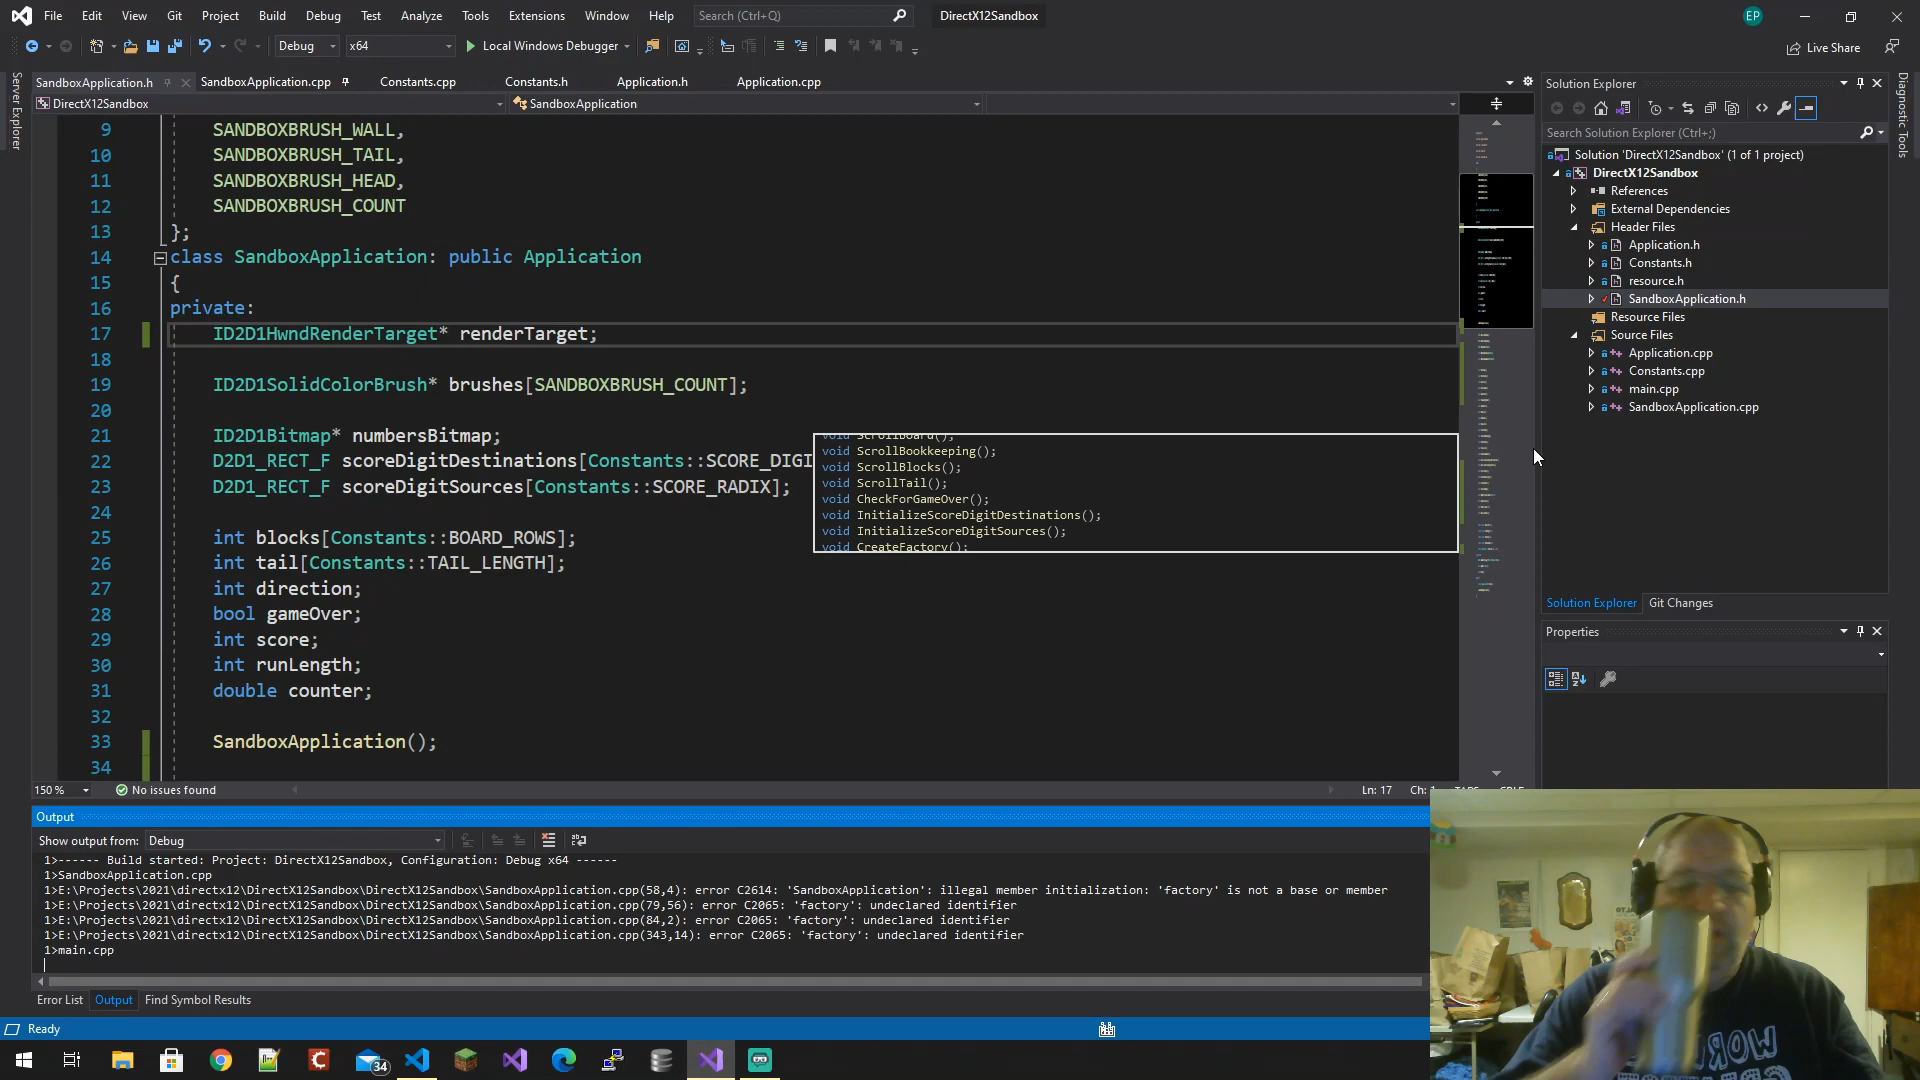 File Edit View Git Project Build Debug Test Analyze Tools Extensions Window Help Search (Ctrl+Q) DirectX12Sandbox EP
Debug x64 Local Windows Debugger Live Share
SandboxApplication.h SandboxApplication.cpp Constants.cpp Constants.h Application.h Application.cpp
DirectX12Sandbox SandboxApplication
Server Explorer
9 SANDBOXBRUSH_WALL,
10 SANDBOXBRUSH_TAIL,
11 SANDBOXBRUSH_HEAD,
12 SANDBOXBRUSH_COUNT
13 };
14 class SandboxApplication: public Application
15 {
16 private:
17 ID2D1HwndRenderTarget* renderTarget;
18
19 ID2D1SolidColorBrush* brushes[SANDBOXBRUSH_COUNT];
20
21 ID2D1Bitmap* numbersBitmap;
22 D2D1_RECT_F scoreDigitDestinations[Constants::SCORE_DIGI
23 D2D1_RECT_F scoreDigitSources[Constants::SCORE_RADIX];
24
25 int blocks[Constants::BOARD_ROWS];
26 int tail[Constants::TAIL_LENGTH];
27 int direction;
28 bool gameOver;
29 int score;
30 int runLength;
31 double counter;
32
33 SandboxApplication();
34
void ScrollBoard();
void ScrollBookkeeping();
void ScrollBlocks();
void ScrollTail();
void CheckForGameOver();
void InitializeScoreDigitDestinations();
void InitializeScoreDigitSources();
void CreateFactory();
150 % No issues found Ln: 17 Ch:
Output
Show output from: Debug
1>------ Build started: Project: DirectX12Sandbox, Configuration: Debug x64 ------
1>SandboxApplication.cpp
1>E:\Projects\2021\directx12\DirectX12Sandbox\DirectX12Sandbox\SandboxApplication.cpp(58,4): error C2614: 'SandboxApplication': illegal member initialization: 'factory' is not a base or member
1>E:\Projects\2021\directx12\DirectX12Sandbox\DirectX12Sandbox\SandboxApplication.cpp(79,56): error C2065: 'factory': undeclared identifier
1>E:\Projects\2021\directx12\DirectX12Sandbox\DirectX12Sandbox\SandboxApplication.cpp(84,2): error C2065: 'factory': undeclared identifier
1>E:\Projects\2021\directx12\DirectX12Sandbox\DirectX12Sandbox\SandboxApplication.cpp(343,14): error C2065: 'factory': undeclared identifier
1>main.cpp
Error List Output Find Symbol Results
Ready
34
Solution Explorer
Search Solution Explorer (Ctrl+;)
Solution 'DirectX12Sandbox' (1 of 1 project)
DirectX12Sandbox
References
External Dependencies
Header Files
Application.h
Constants.h
resource.h
SandboxApplication.h
Resource Files
Source Files
Application.cpp
Constants.cpp
main.cpp
SandboxApplication.cpp
Solution Explorer Git Changes
Properties
Diagnostic Tools